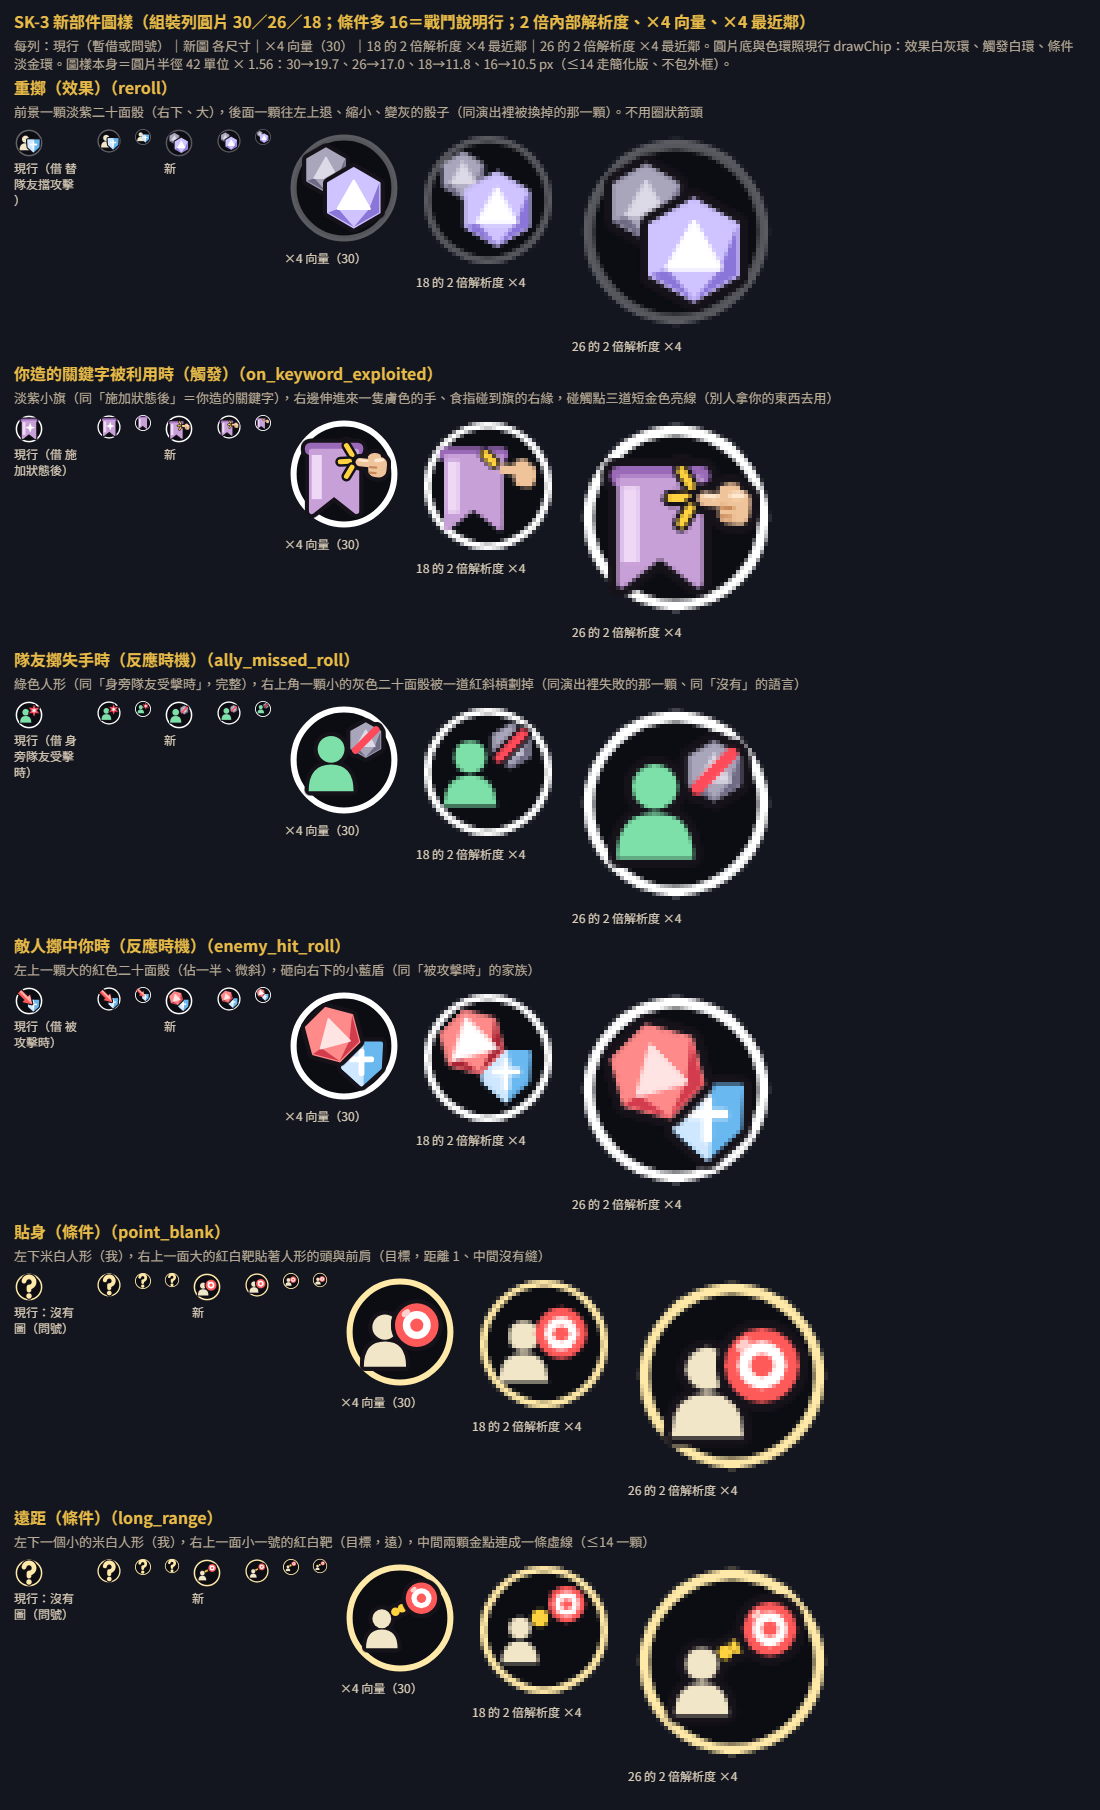 SK-3 新部件圖樣（組裝列圓片 30／26／18；條件多 16＝戰鬥說明行；2 倍內部解析度、×4 向量、×4 最近鄰）
每列：現行（暫借或問號）｜新圖 各尺寸｜×4 向量（30）｜18 的 2 倍解析度 ×4 最近鄰｜26 的 2 倍解析度 ×4 最近鄰。圓片底與色環照現行 drawChip：效果白灰環、觸發白環、條件
淡金環。圖樣本身＝圓片半徑 42 單位 × 1.56：30→19.7、26→17.0、18→11.8、16→10.5 px（≤14 走簡化版、不包外框）。
重擲（效果）（reroll）
前景一顆淡紫二十面骰（右下、大），後面一顆往左上退、縮小、變灰的骰子（同演出裡被換掉的那一顆）。不用圈狀箭頭
現行（借 替
隊友擋攻擊
）
新
×4 向量（30）
18 的 2 倍解析度 ×4
26 的 2 倍解析度 ×4
你造的關鍵字被利用時（觸發）（on_keyword_exploited）
淡紫小旗（同「施加狀態後」＝你造的關鍵字），右邊伸進來一隻膚色的手、食指碰到旗的右緣，碰觸點三道短金色亮線（別人拿你的東西去用）
現行（借 施
加狀態後）
新
×4 向量（30）
18 的 2 倍解析度 ×4
26 的 2 倍解析度 ×4
隊友擲失手時（反應時機）（ally_missed_roll）
綠色人形（同「身旁隊友受擊時」，完整），右上角一顆小的灰色二十面骰被一道紅斜槓劃掉（同演出裡失敗的那一顆、同「沒有」的語言）
現行（借 身
旁隊友受擊
時）
新
×4 向量（30）
18 的 2 倍解析度 ×4
26 的 2 倍解析度 ×4
敵人擲中你時（反應時機）（enemy_hit_roll）
左上一顆大的紅色二十面骰（佔一半、微斜），砸向右下的小藍盾（同「被攻擊時」的家族）
現行（借 被
攻擊時）
新
×4 向量（30）
18 的 2 倍解析度 ×4
26 的 2 倍解析度 ×4
貼身（條件）（point_blank）
左下米白人形（我），右上一面大的紅白靶貼著人形的頭與前肩（目標，距離 1、中間沒有縫）
現行：沒有
圖（問號）
新
×4 向量（30）
18 的 2 倍解析度 ×4
26 的 2 倍解析度 ×4
遠距（條件）（long_range）
左下一個小的米白人形（我），右上一面小一號的紅白靶（目標，遠），中間兩顆金點連成一條虛線（≤14 一顆）
現行：沒有
圖（問號）
新
×4 向量（30）
18 的 2 倍解析度 ×4
26 的 2 倍解析度 ×4